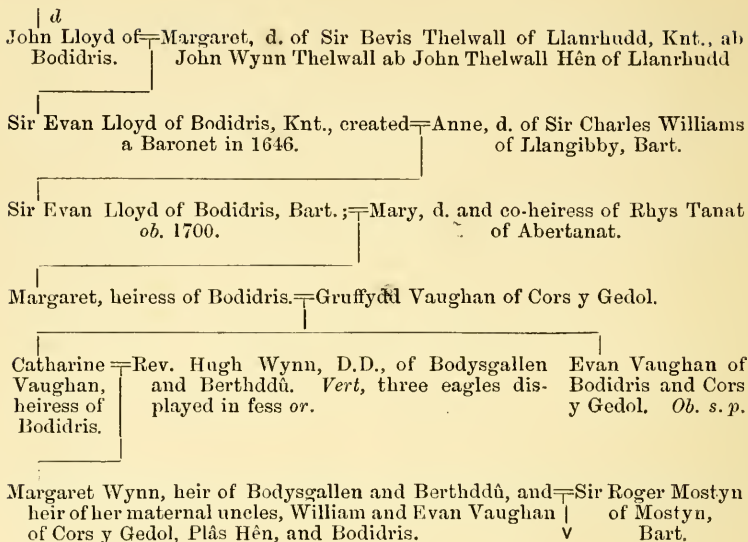 d
John Lloyd of Margaret, d. of Sir Bevis Thelwall of Llanrhudd, Knt., ab
Bodidris. John Wynn Thelwall ab John Thelwall Hên of Llanrhudd
Sir Evan Lloyd of Bodidris, Knt., created Anne, d. of Sir Charles Williams
a Baronet in 1646. of Llangibby, Bart.
Sir Evan Lloyd of Bodidris, Bart.; Mary, d. and co-heiress of Rhys Tanat
ob. 1700. of Abertanat.
Margaret, heiress of Bodidris. Gruffydd Vaughan of Cors y Gedol.
Catharine Rev. Hugh Wynn, D.D., of Bodysgallen Evan Vaughan of
Vaughan, and Berthddû. Vert, three eagles dis- Bodidris and Cors
heiress of played in fess or. y Gedol. Ob. s. p.
Bodidris.
Margaret Wynn, heir of Bodysgallen and Berthddû, and Sir Roger Mostyn
heir of her maternal uncles, William and Evan Vaughan of Mostyn,
of Cors y Gedol, Plâs Hên, and Bodidris. v Bart.